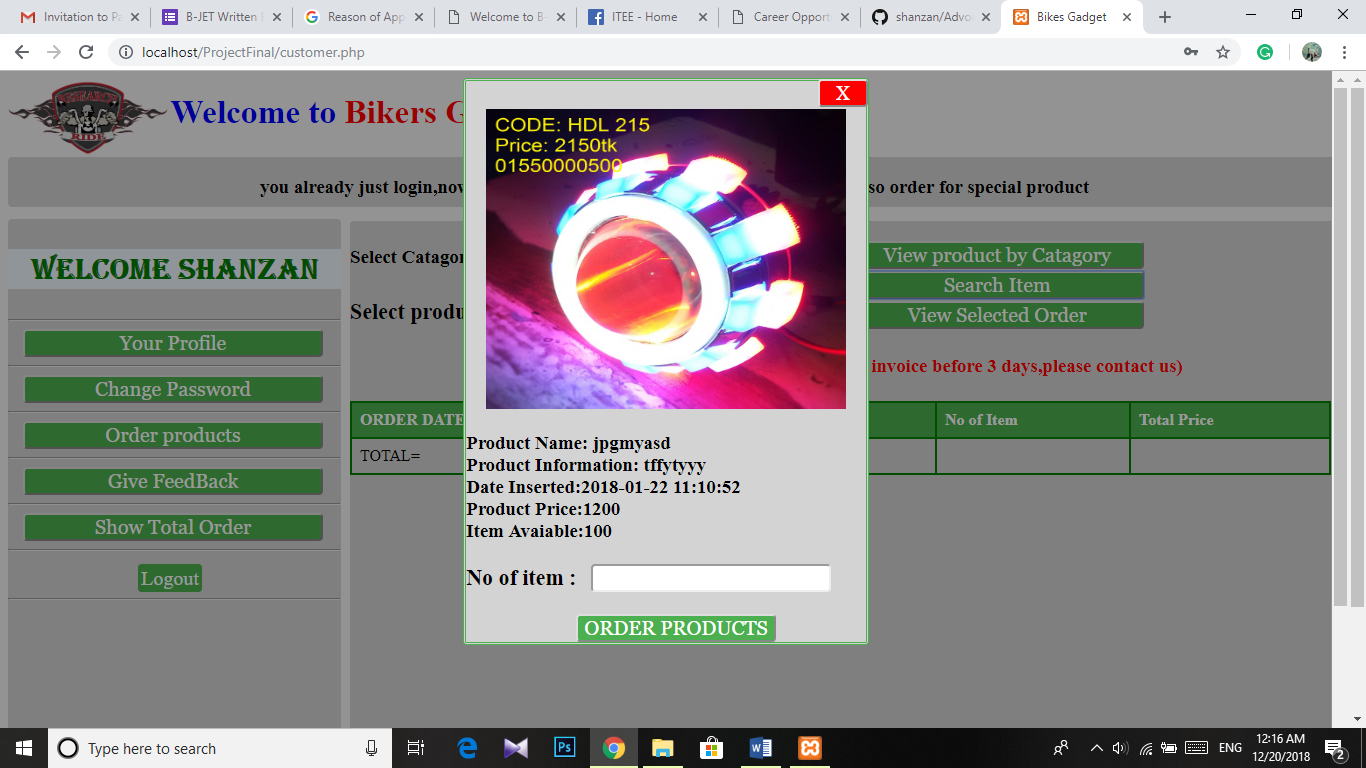 Invitation to Pa
B-JET Written
Reason of App
Welcome to B-
ITEE - Home
Career Opport
shanzan/Advo
Bikes Gadget
localhost/ProjectFinal/customer.php
RIDE
Welcome to Bikers G
X
CODE: HDL 215
Price: 2150tk
01550000500
you already just login,now
so order for special product
WELCOME SHANZAN
Your Profile
Change Password
Order products
Give FeedBack
Show Total Order
Logout
Select Catagor
View product by Catagory
Search Item
Select produ
View Selected Order
invoice before 3 days,please contact us)
ORDER DATE
No of Item
Total Price
TOTAL=
Product Name: jpgmyasd
Product Information: tffytyyy
Date Inserted:2018-01-22 11:10:52
Product Price:1200
Item Avaiable:100
No of item :
ORDER PRODUCTS
Type here to search
Ps
ENG
12:16 AM
12/20/2018
2